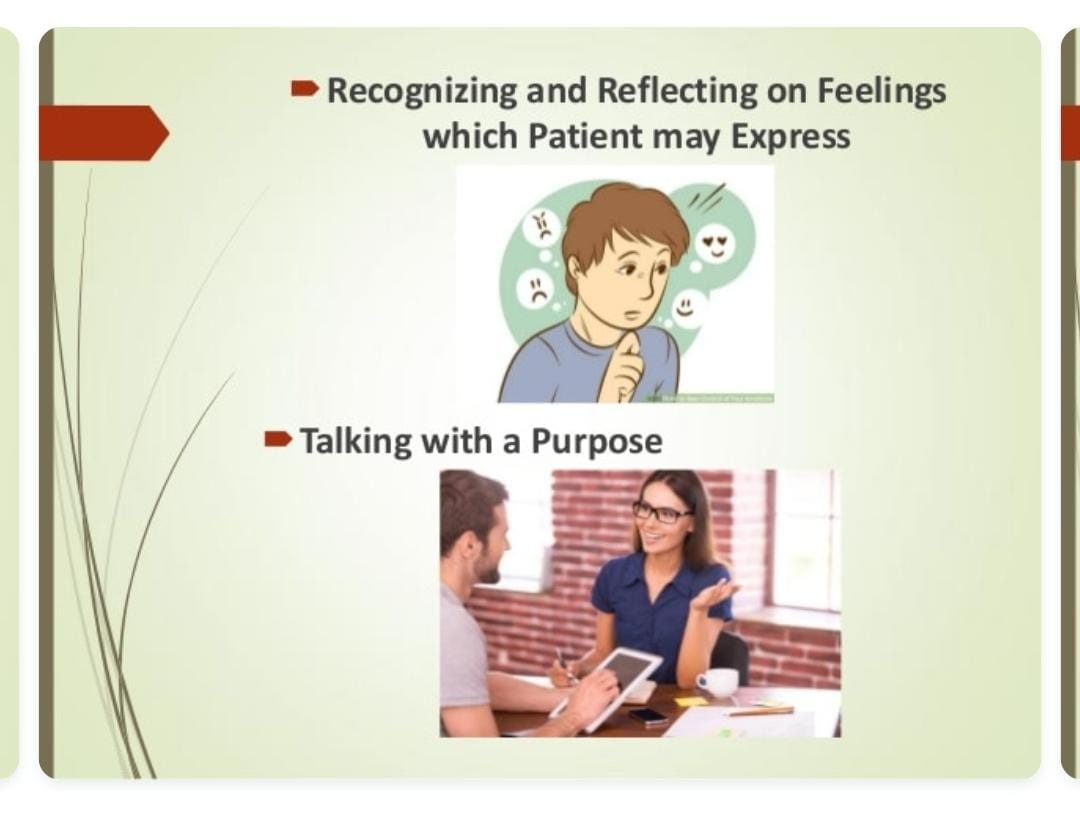 Recognizing and Reflecting on Feelings
which Patient may Express
Talking with a Purpose